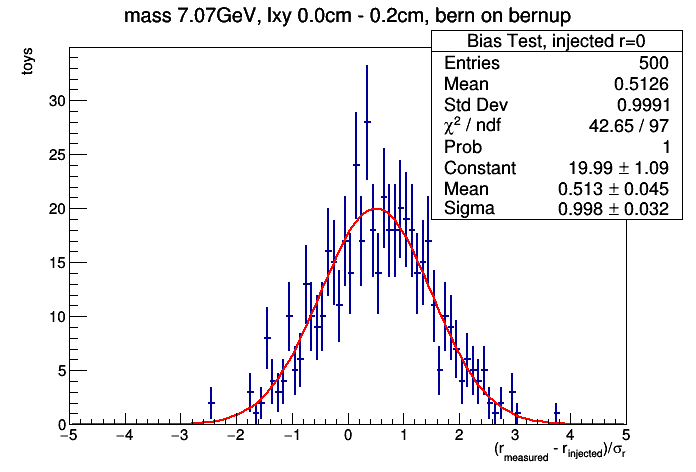 mass 7.07GeV, lxy 0.0cm - 0.2cm, bern on bernup
Bias Test, injected r=0
Entries 500
Mean 0.5126
Std Dev 0.9991
χ² / ndf 42.65 / 97
Prob 1
Constant 19.99 ± 1.09
Mean 0.513 ± 0.045
Sigma 0.998 ± 0.032
toys
30
25
20
15
10
5
0
−5 −4 −3 −2 −1 0 1 2 3 4 5
(r_measured - r_injected)/σ_r